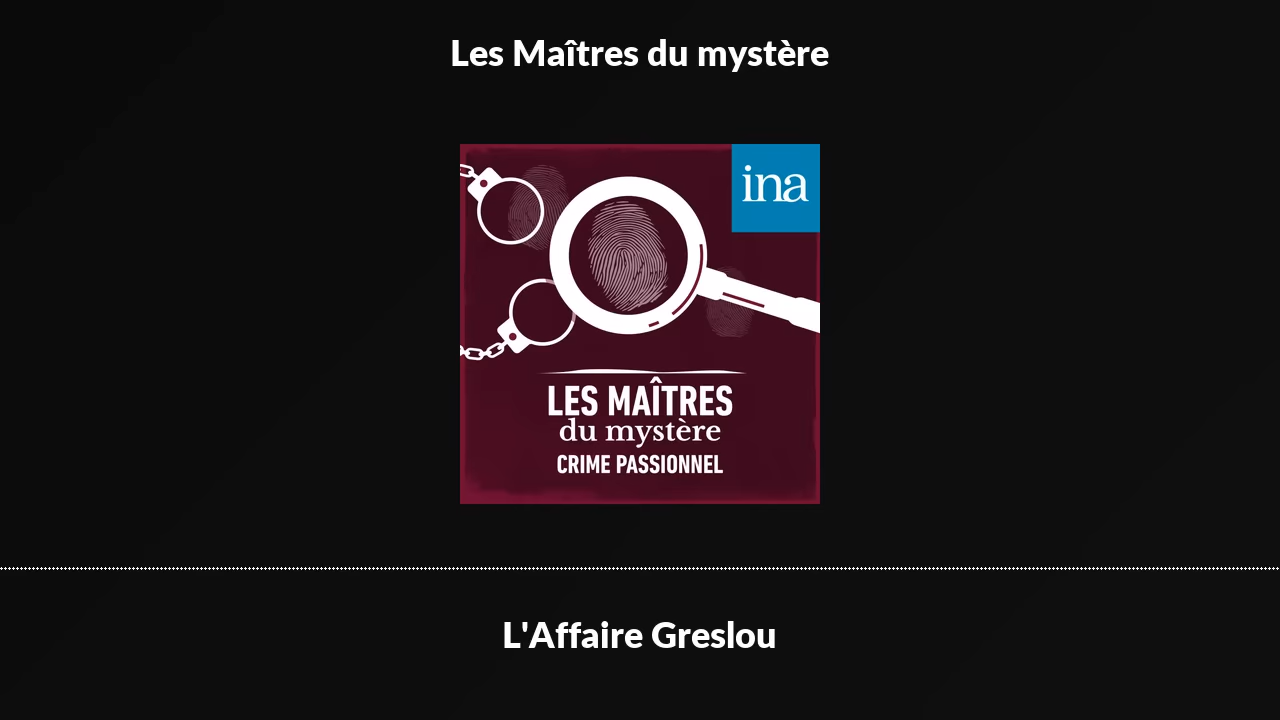 Les Maîtres du mystère
ina
LES MAÎTRES
du mystère
CRIME PASSIONNEL
L'Affaire Greslou